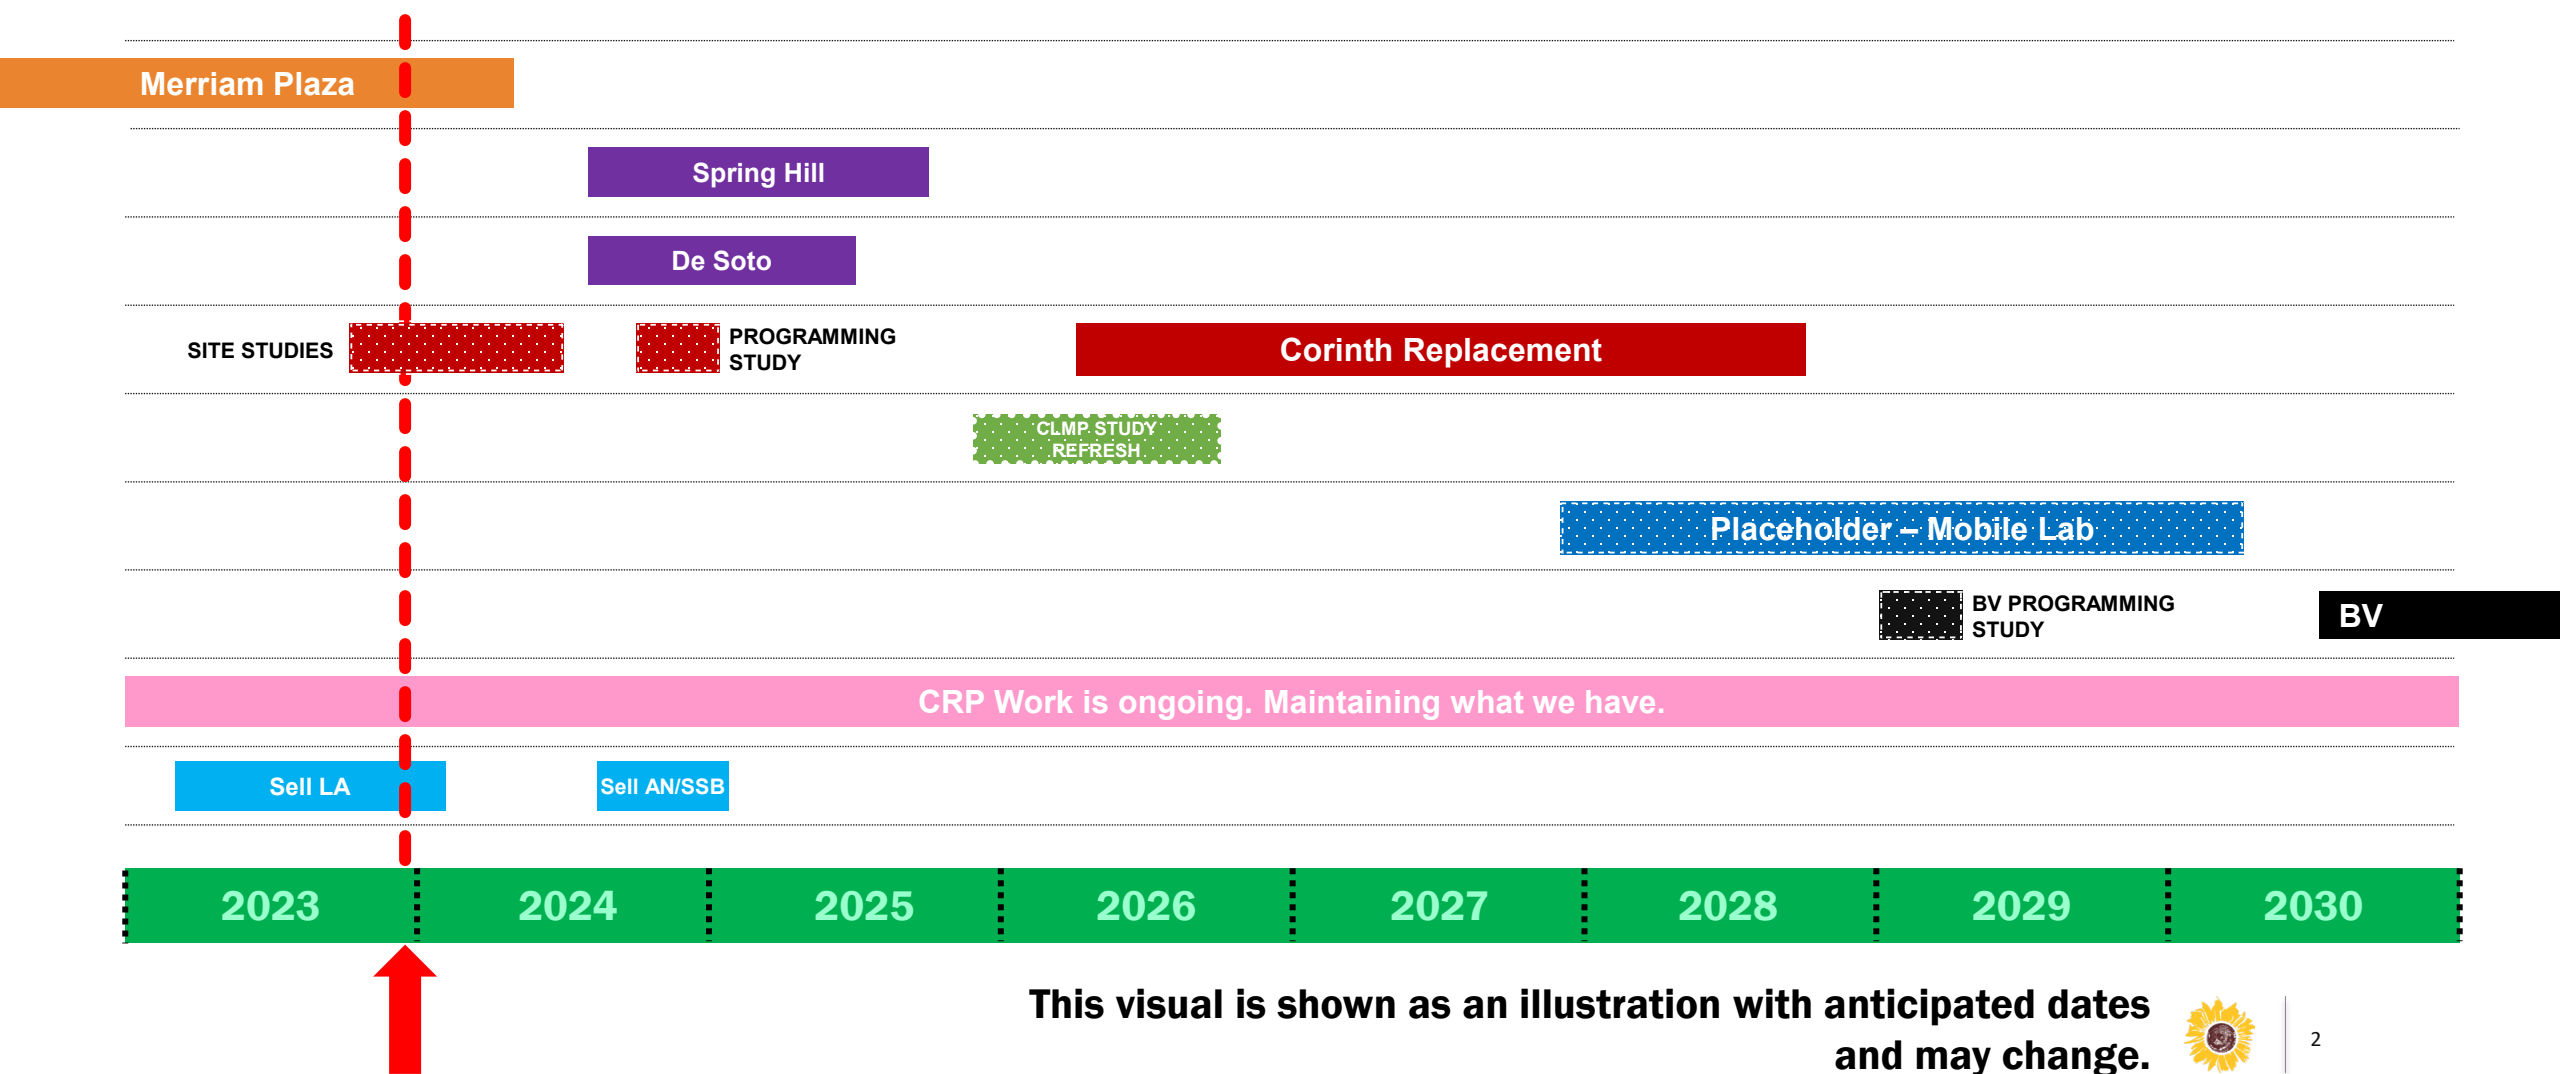 Merriam Plaza
Spring Hill
De Soto
SITE STUDIES
PROGRAMMING
STUDY
Corinth Replacement
CLMP STUDY
REFRESH
Placeholder – Mobile Lab
BV PROGRAMMING
STUDY
BV
CRP Work is ongoing. Maintaining what we have.
Sell LA
Sell AN/SSB
2023
2024
2025
2026
2027
2028
2029
2030
This visual is shown as an illustration with anticipated dates
and may change.
2